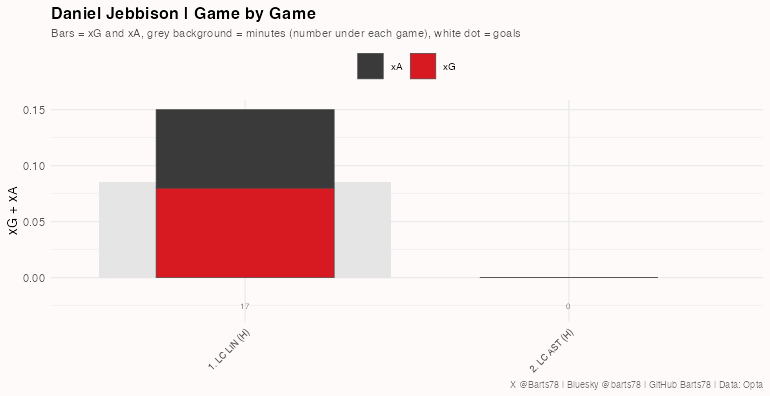 Daniel Jebbison | Game by Game
Bars = xG and xA, grey background = minutes (number under each game), white dot = goals
xA xG
XG + xA
0.15
0.10
0.05
0.00
17 0
1. LC LIN (H) 2. LC AST (H)
X @Barts78 | Bluesky @barts78 | GitHub Barts78 | Data: Opta